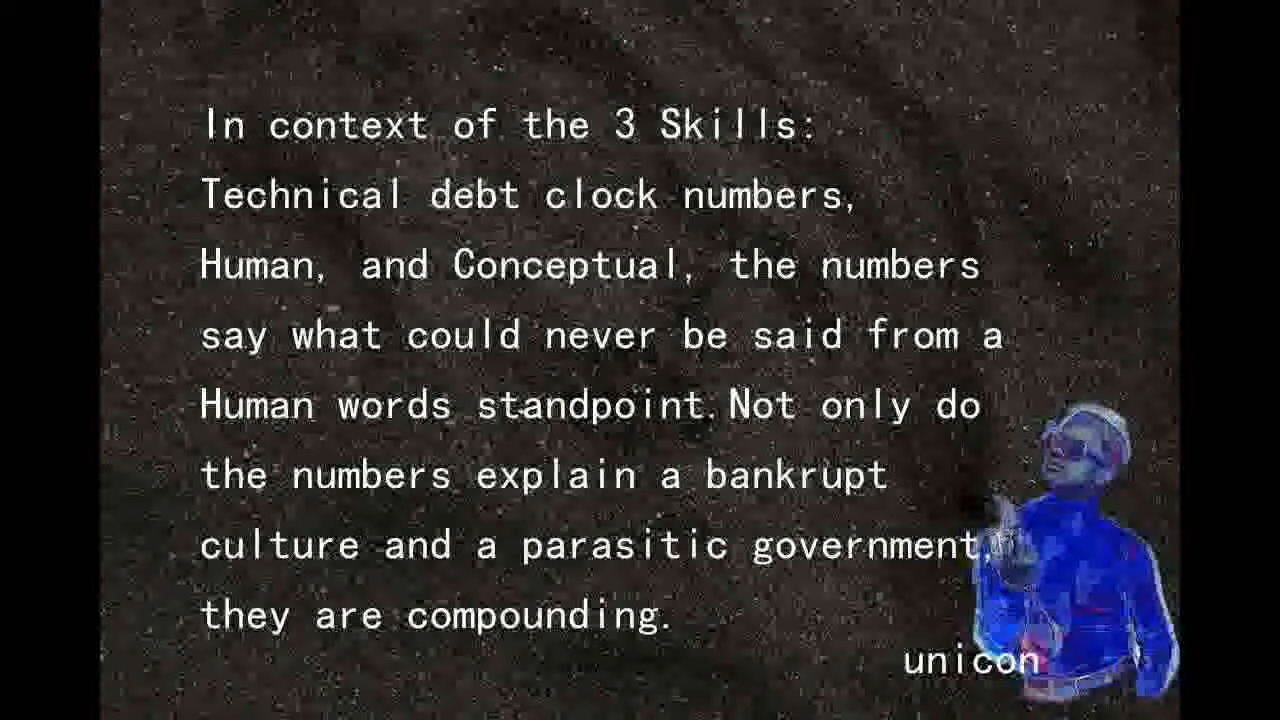 In context of the 3 Skills:
Technical debt clock numbers,
Human, and Conceptual, the numbers
say what could never be said from a
Human words standpoint.Not only do
the numbers explain a bankrupt
culture and a parasitic government,
they are compounding.
unicon